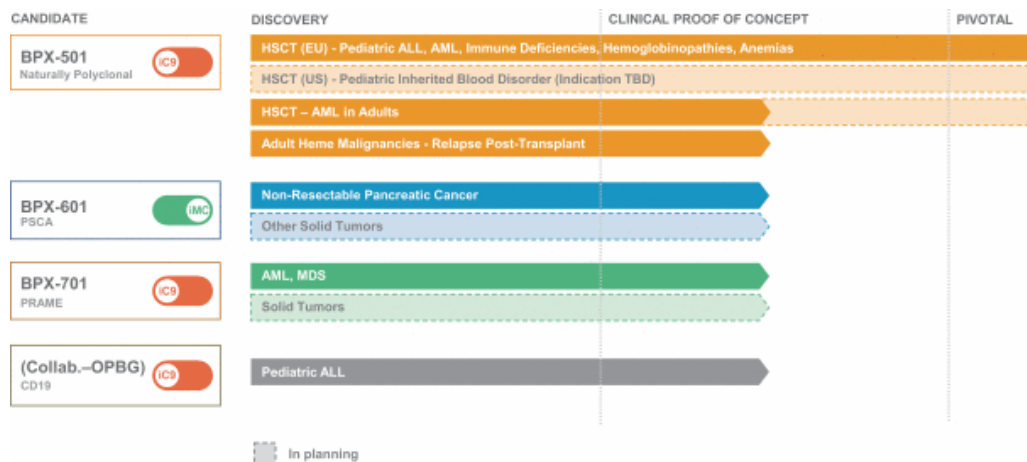 CANDIDATE
DISCOVERY
CLINICAL PROOF OF CONCEPT
PIVOTAL
BPX-501
Naturally Polyclonal
iC9
HSCT (EU) - Pediatric ALL, AML, Immune Deficiencies, Hemoglobinopathies, Anemias
HSCT (US) - Pediatric Inherited Blood Disorder (Indication TBD)
HSCT – AML in Adults
Adult Heme Malignancies - Relapse Post-Transplant
BPX-601
PSCA
iMC
Non-Resectable Pancreatic Cancer
Other Solid Tumors
BPX-701
PRAME
iC9
AML, MDS
Solid Tumors
(Collab.–OPBG)
CD19
iC9
Pediatric ALL
In planning